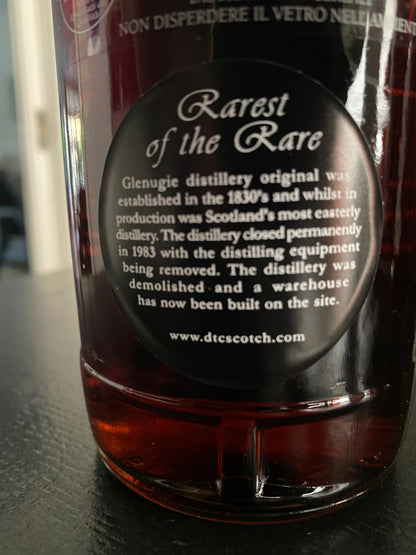 NON DISPERDERE IL VETRO NELL'AMBIENTE
Rarest
of the Rare
Glenugie distillery original was
established in the 1830's and whilst in
production was Scotland's most easterly
distillery. The distillery closed permanently
in 1983 with the distilling equipment
being removed. The distillery was
demolished and a warehouse
has now been built on the site.
www.dtcscotch.com